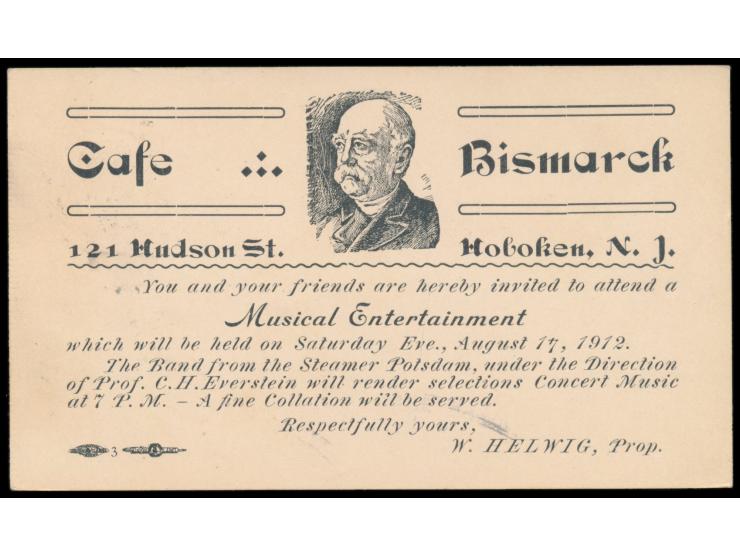 Cafe .:. Bismarck
121 Hudson St. Hoboken, N. J.
You and your friends are hereby invited to attend a
Musical Entertainment
which will be held on Saturday Eve., August 17, 1912.
The Band from the Steamer Potsdam, under the Direction
of Prof. C. H. Everstein will render selections Concert Music
at 7 P. M. – A fine Collation will be served.
Respectfully yours,
3 W. HELWIG, Prop.